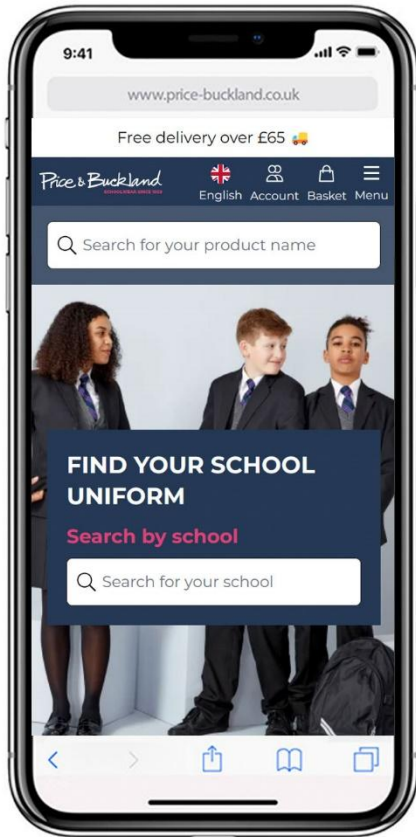 9:41
www.price-buckland.co.uk
Free delivery over £65
Price & Buckland
English Account Basket Menu
Search for your product name
FIND YOUR SCHOOL
UNIFORM
Search by school
Search for your school